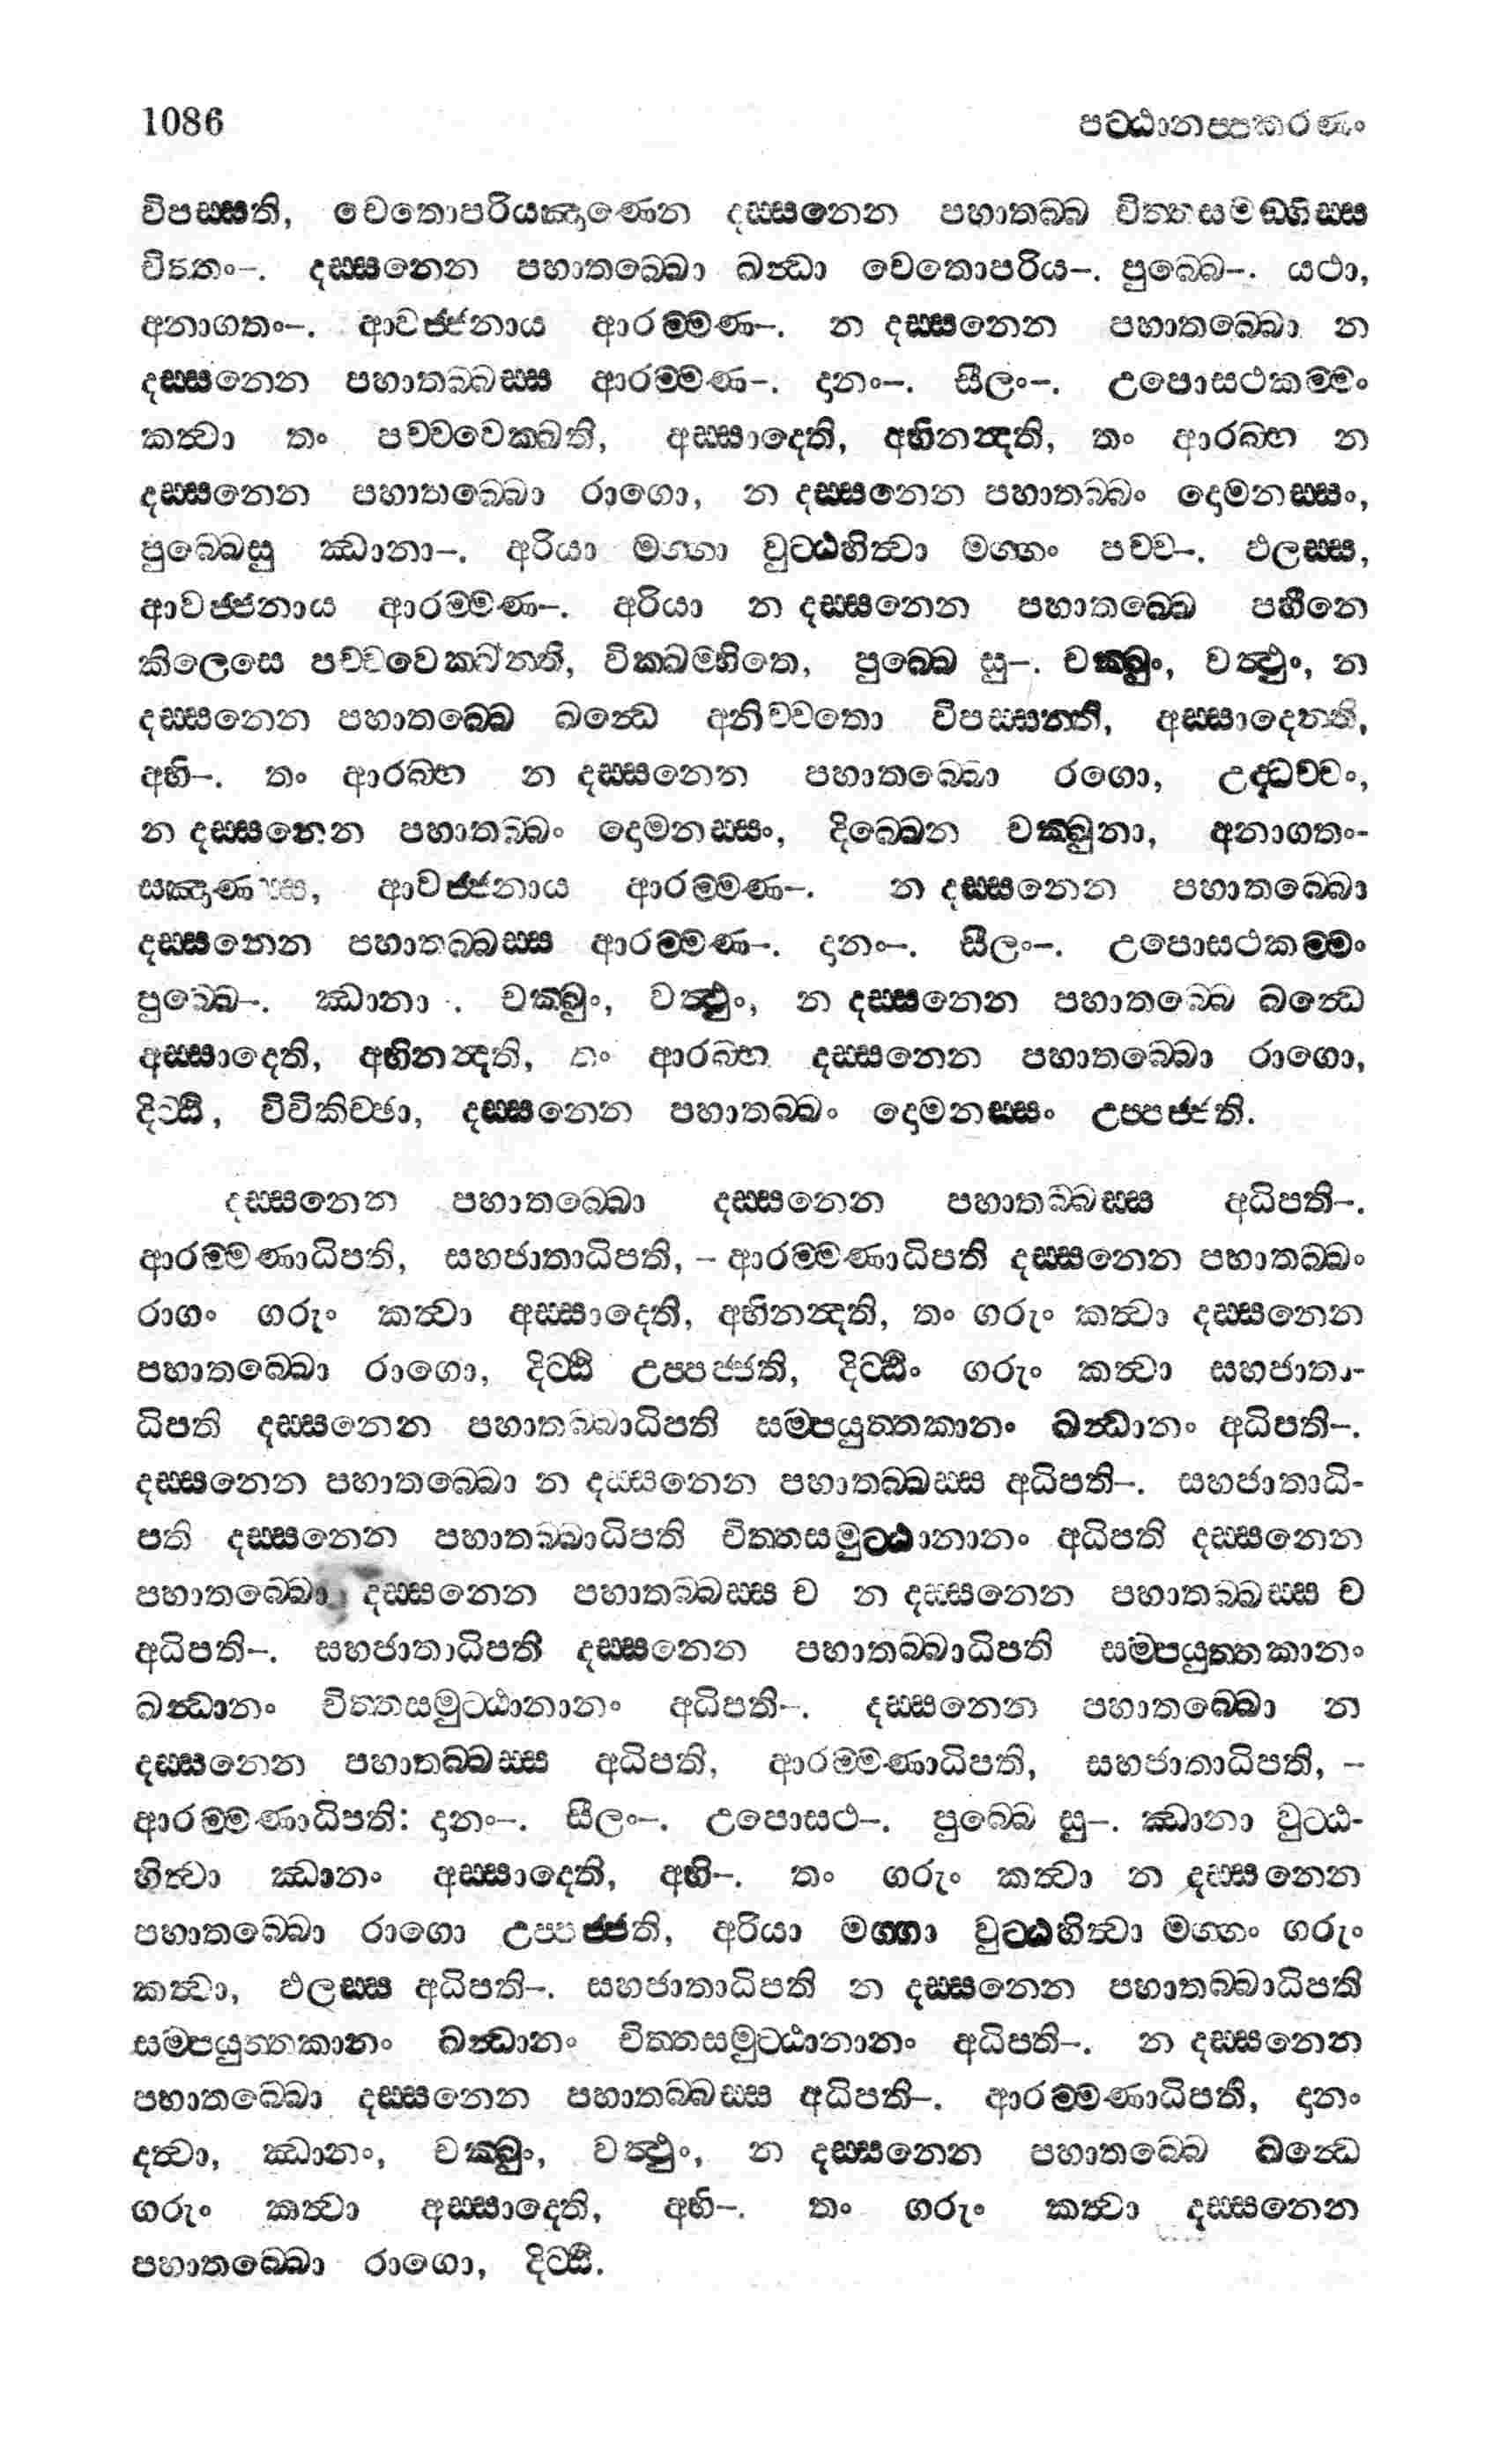 1086 පට්ඨානප්පකරණං
විපස්සති, චෙතොපරියඤාණෙන දස්සනෙන පහාතබ්බ චිත්තසමඞ්ගිස්ස
චිත්තං–. දස්සනෙන පහාතබ්බො ඛන්ධා චෙතොපරිය–. පුබ්බෙ–. යථා,
අනාගතං–. ආවජ්ජනාය ආරම්මණ–. න දස්සනෙන පහාතබ්බො න
දස්සනෙන පහාතබ්බස්ස ආරම්මණ–. දානං–. සීලං–. උපොසථකම්මං
කත්වා තං පච්චවෙක්ඛති, අස්සාදෙති, අභිනන්දති, තං ආරබ්භ න
දස්සනෙන පහාතබ්බො රාගො, න දස්සනෙන පහාතබ්බං දොමනස්සං,
පුබ්බෙසු ඣානා–. අරියා මග්ගා වුට්ඨහිත්වා මග්ගං පච්ච–. ඵලස්ස,
ආවජ්ජනාය ආරම්මණ–. අරියා න දස්සනෙන පහාතබ්බෙ පහීනෙ
කිලෙසෙ පච්චවෙක්ඛන්ති, වික්ඛම්භිතෙ, පුබ්බෙ සු–. චක්ඛුං, වත්ථුං, න
දස්සනෙන පහාතබ්බෙ ඛන්ධෙ අනිච්චතො විපස්සන්ති, අස්සාදෙන්ති,
අභි–. තං ආරබ්භ න දස්සනෙන පහාතබ්බො රගො, උද්ධච්චං,
න දස්සනෙන පහාතබ්බං දොමනස්සං, දිබ්බෙන චක්ඛුනා, අනාගතං-
සඤාණස්ස, ආවජ්ජනාය ආරම්මණ–. න දස්සනෙන පහාතබ්බො
දස්සනෙන පහාතබ්බස්ස ආරම්මණ–. දානං–. සීලං–. උපොසථකම්මං
පුබ්බෙ–. ඣානා . චක්ඛුං, වත්ථුං, න දස්සනෙන පහාතබ්බෙ ඛන්ධෙ
අස්සාදෙති, අභිනන්දති, තං ආරබ්භ දස්සනෙන පහාතබ්බො රාගො,
දිට්ඨි, විචිකිච්ඡා, දස්සනෙන පහාතබ්බං දොමනස්සං උප්පජ්ජති.
දස්සනෙන පහාතබ්බො දස්සනෙන පහාතබ්බස්ස අධිපති–.
ආරම්මණාධිපති, සහජාතාධිපති, – ආරම්මණාධිපති දස්සනෙන පහාතබ්බං
රාගං ගරුං කත්වා අස්සාදෙති, අභිනන්දති, තං ගරුං කත්වා දස්සනෙන
පහාතබ්බො රාගො, දිට්ඨි උප්පජ්ජති, දිට්ඨිං ගරුං කත්වා සහජාතා-
ධිපති දස්සනෙන පහාතබ්බාධිපති සම්පයුත්තකානං ඛන්ධානං අධිපති–.
දස්සනෙන පහාතබ්බො න දස්සනෙන පහාතබ්බස්ස අධිපති–. සහජාතාධි-
පති දස්සනෙන පහාතබ්බාධිපති චිත්තසමුට්ඨානානං අධිපති දස්සනෙන
පහාතබ්බො දස්සනෙන පහාතබ්බස්ස ච න දස්සනෙන පහාතබ්බස්ස ච
අධිපති–. සහජාතාධිපති දස්සනෙන පහාතබ්බාධිපති සම්පයුත්තකානං
ඛන්ධානං චිත්තසමුට්ඨානානං අධිපති–. දස්සනෙන පහාතබ්බො න
දස්සනෙන පහාතබ්බස්ස අධිපති, ආරම්මණාධිපති, සහජාතාධිපති, –
ආරම්මණාධිපති: දානං–. සීලං–. උපොසථ–. පුබ්බෙ සු–. ඣානා වුට්ඨ-
හිත්වා ඣානං අස්සාදෙති, අභි–. තං ගරුං කත්වා න දස්සනෙන
පහාතබ්බො රාගො උප්පජ්ජති, අරියා මග්ගා වුට්ඨහිත්වා මග්ගං ගරුං
කත්වා, ඵලස්ස අධිපති–. සහජාතාධිපති න දස්සනෙන පහාතබ්බාධිපති
සම්පයුත්තකානං ඛන්ධානං චිත්තසමුට්ඨානානං අධිපති–. න දස්සනෙන
පහාතබ්බො දස්සනෙන පහාතබ්බස්ස අධිපති–. ආරම්මණාධිපති, දානං
දත්වා, ඣානං, චක්ඛුං, වත්ථුං, න දස්සනෙන පහාතබ්බෙ ඛන්ධෙ
ගරුං කත්වා අස්සාදෙති, අභි–. තං ගරුං කත්වා දස්සනෙන
පහාතබ්බො රාගො, දිට්ඨි.